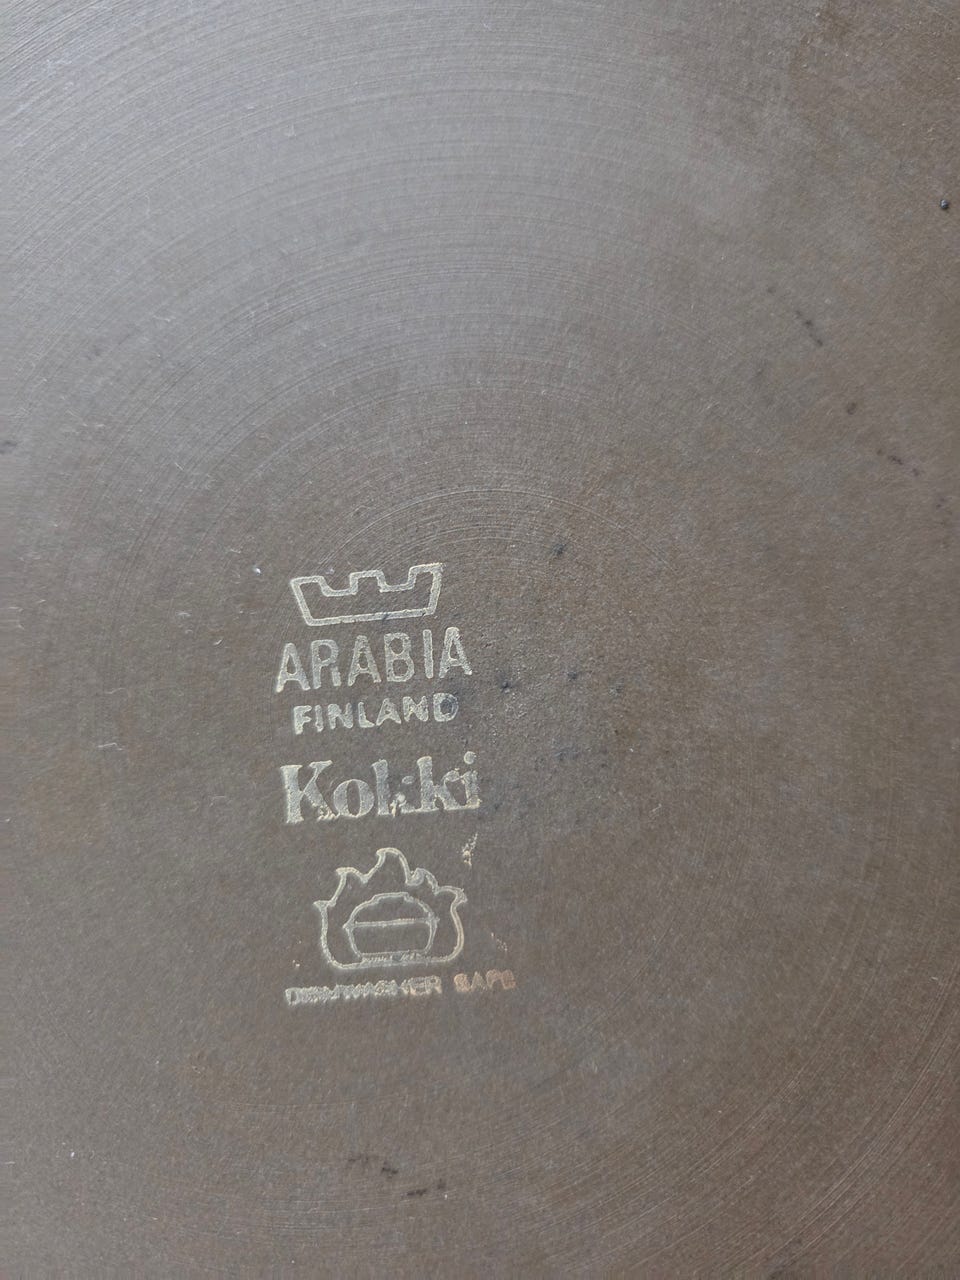 ARABIA
FINLAND
Kokki
DISHWASHER SAFE